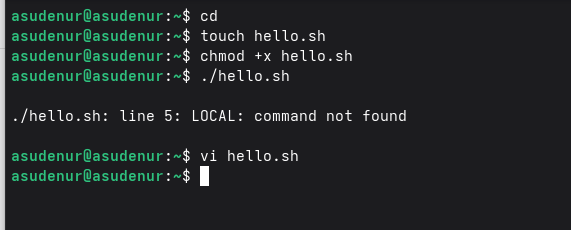 asudenur@asudenur:~$ cd
asudenur@asudenur:~$ touch hello.sh
asudenur@asudenur:~$ chmod +x hello.sh
asudenur@asudenur:~$ ./hello.sh
./hello.sh: line 5: LOCAL: command not found
asudenur@asudenur:~$ vi hello.sh
asudenur@asudenur:~$